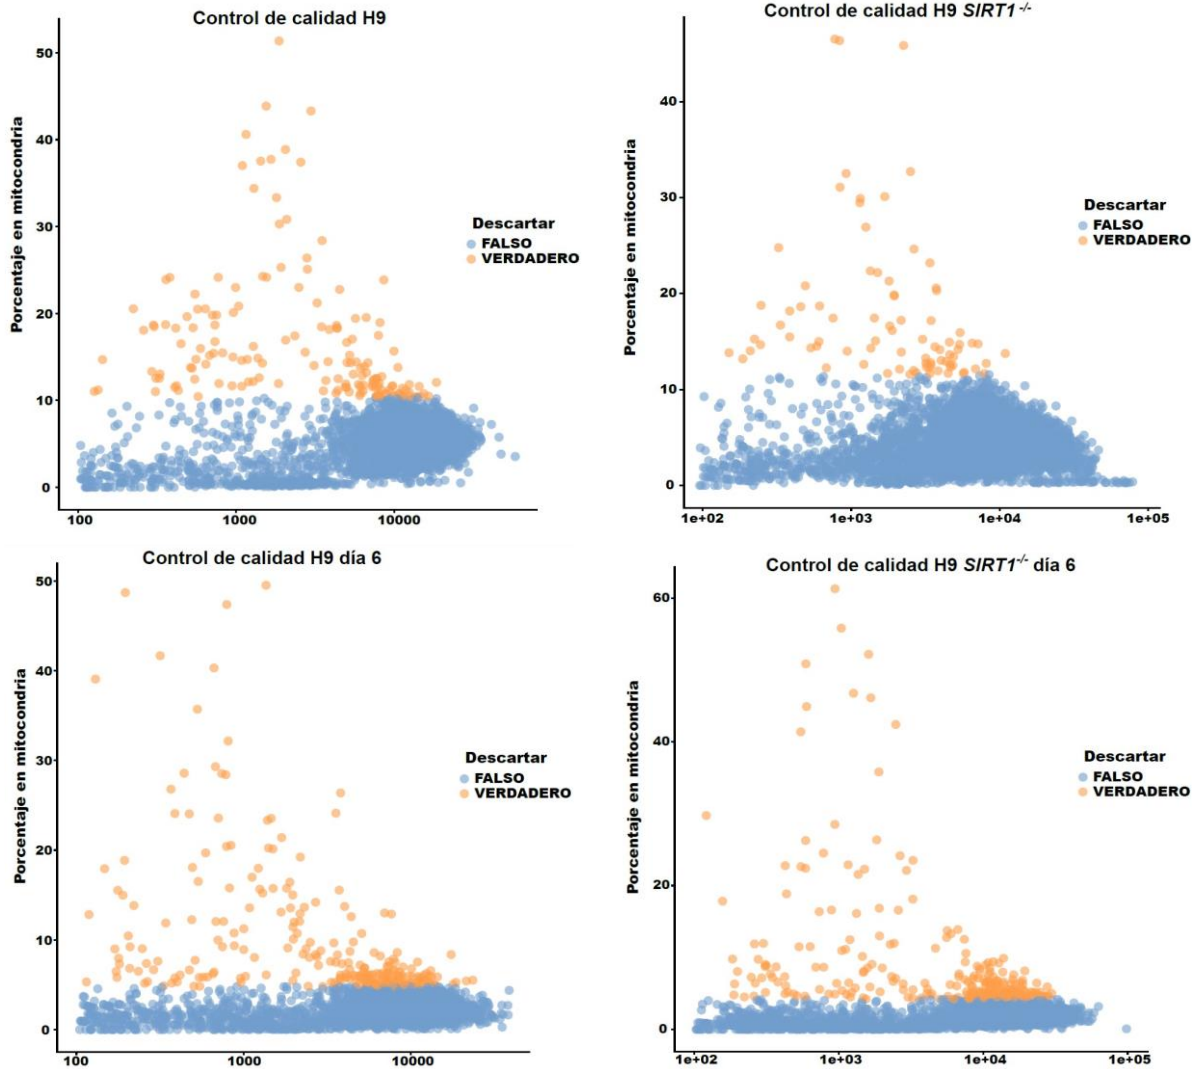 Control de calidad H9
Porcentaje en mitocondria
50
40
30
20
10
0
100 1000 10000
Descartar
FALSO
VERDADERO
Control de calidad H9 SIRT1-/-
Porcentaje en mitocondria
40
30
20
10
0
1e+02 1e+03 1e+04 1e+05
Descartar
FALSO
VERDADERO
Control de calidad H9 día 6
Porcentaje en mitocondria
50
40
30
20
10
0
100 1000 10000
Descartar
FALSO
VERDADERO
Control de calidad H9 SIRT1-/- día 6
Porcentaje en mitocondria
60
40
20
0
1e+02 1e+03 1e+04 1e+05
Descartar
FALSO
VERDADERO